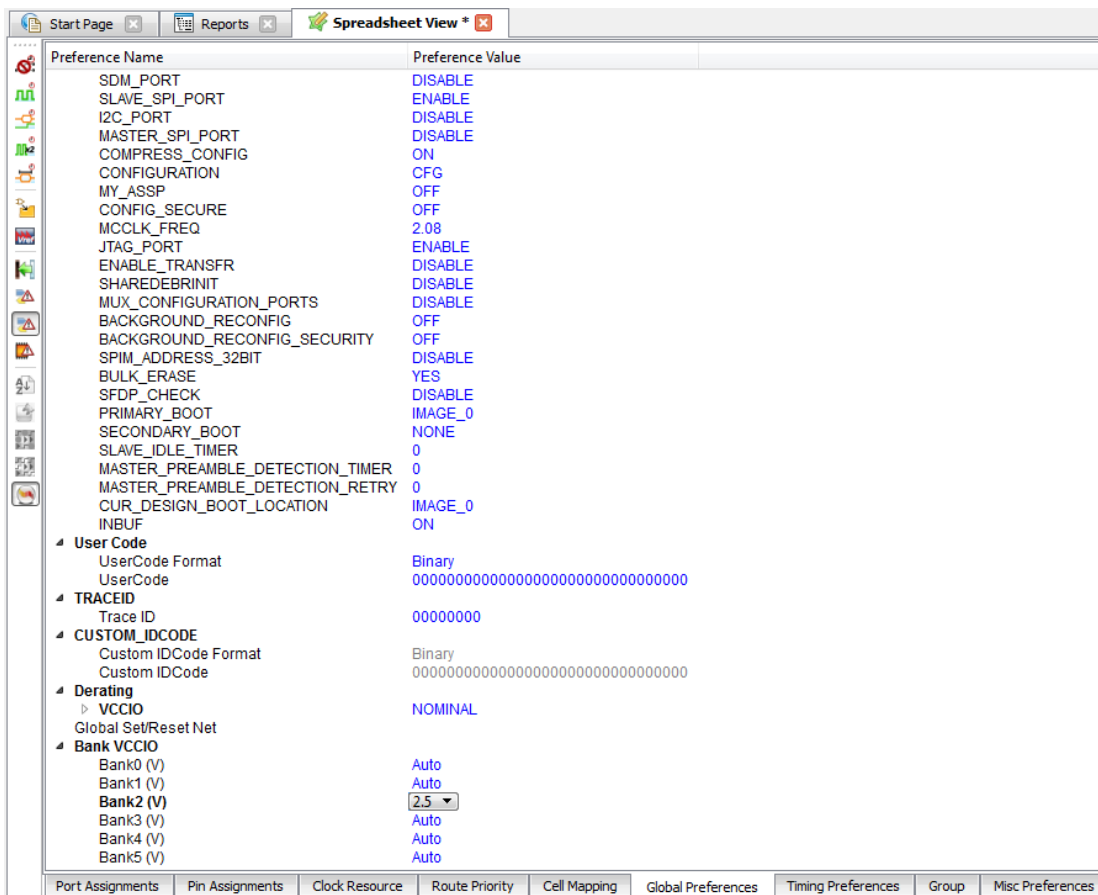 Start Page Reports Spreadsheet View *
Preference Name Preference Value
SDM_PORT DISABLE
SLAVE_SPI_PORT ENABLE
I2C_PORT DISABLE
MASTER_SPI_PORT DISABLE
COMPRESS_CONFIG ON
CONFIGURATION CFG
MY_ASSP OFF
CONFIG_SECURE OFF
MCCLK_FREQ 2.08
JTAG_PORT ENABLE
ENABLE_TRANSFR DISABLE
SHAREDEBRINIT DISABLE
MUX_CONFIGURATION_PORTS DISABLE
BACKGROUND_RECONFIG OFF
BACKGROUND_RECONFIG_SECURITY OFF
SPIM_ADDRESS_32BIT DISABLE
BULK_ERASE YES
SFDP_CHECK DISABLE
PRIMARY_BOOT IMAGE_0
SECONDARY_BOOT NONE
SLAVE_IDLE_TIMER 0
MASTER_PREAMBLE_DETECTION_TIMER 0
MASTER_PREAMBLE_DETECTION_RETRY 0
CUR_DESIGN_BOOT_LOCATION IMAGE_0
INBUF ON
User Code
UserCode Format Binary
UserCode 00000000000000000000000000000000
TRACEID
Trace ID 00000000
CUSTOM_IDCODE
Custom IDCode Format Binary
Custom IDCode 00000000000000000000000000000000
Derating
VCCIO NOMINAL
Global Set/Reset Net
Bank VCCIO
Bank0 (V) Auto
Bank1 (V) Auto
Bank2 (V) 2.5
Bank3 (V) Auto
Bank4 (V) Auto
Bank5 (V) Auto
Port Assignments Pin Assignments Clock Resource Route Priority Cell Mapping Global Preferences Timing Preferences Group Misc Preferences